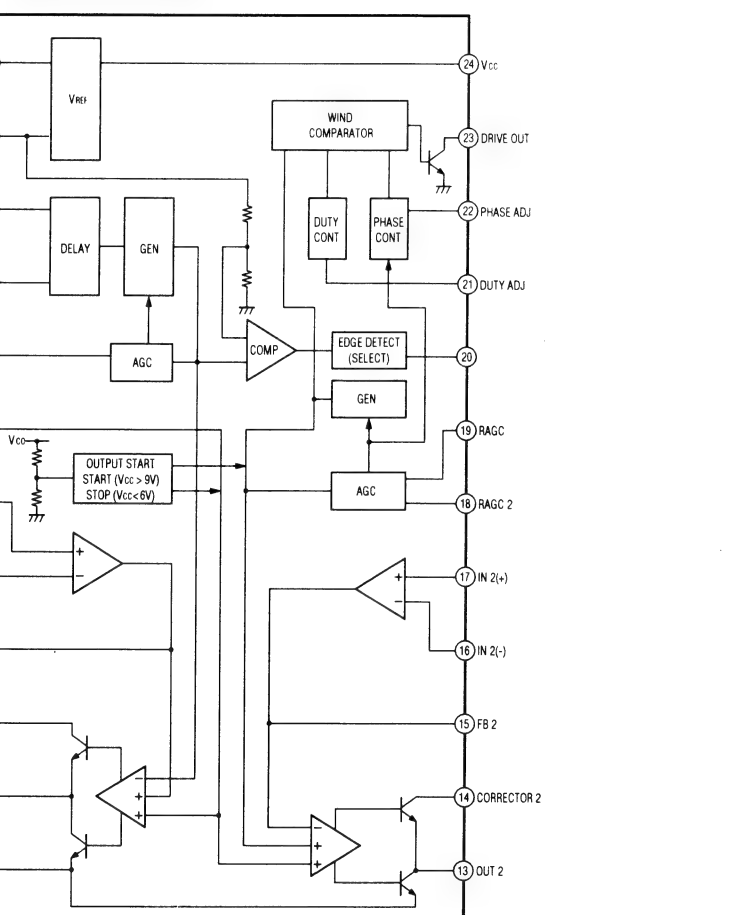 24 Vcc
VREF
WIND
COMPARATOR
23 DRIVE OUT
DELAY
GEN
DUTY
CONT
PHASE
CONT
22 PHASE ADJ
21 DUTY ADJ
AGC
COMP
EDGE DETECT
(SELECT)
20
GEN
19 RAGC
Vcc
OUTPUT START
START (Vcc > 9V)
STOP (Vcc < 6V)
AGC
18 RAGC 2
+
−
+
−
17 IN 2(+)
16 IN 2(-)
15 FB 2
−
+
+
14 CORRECTOR 2
−
+
+
13 OUT 2